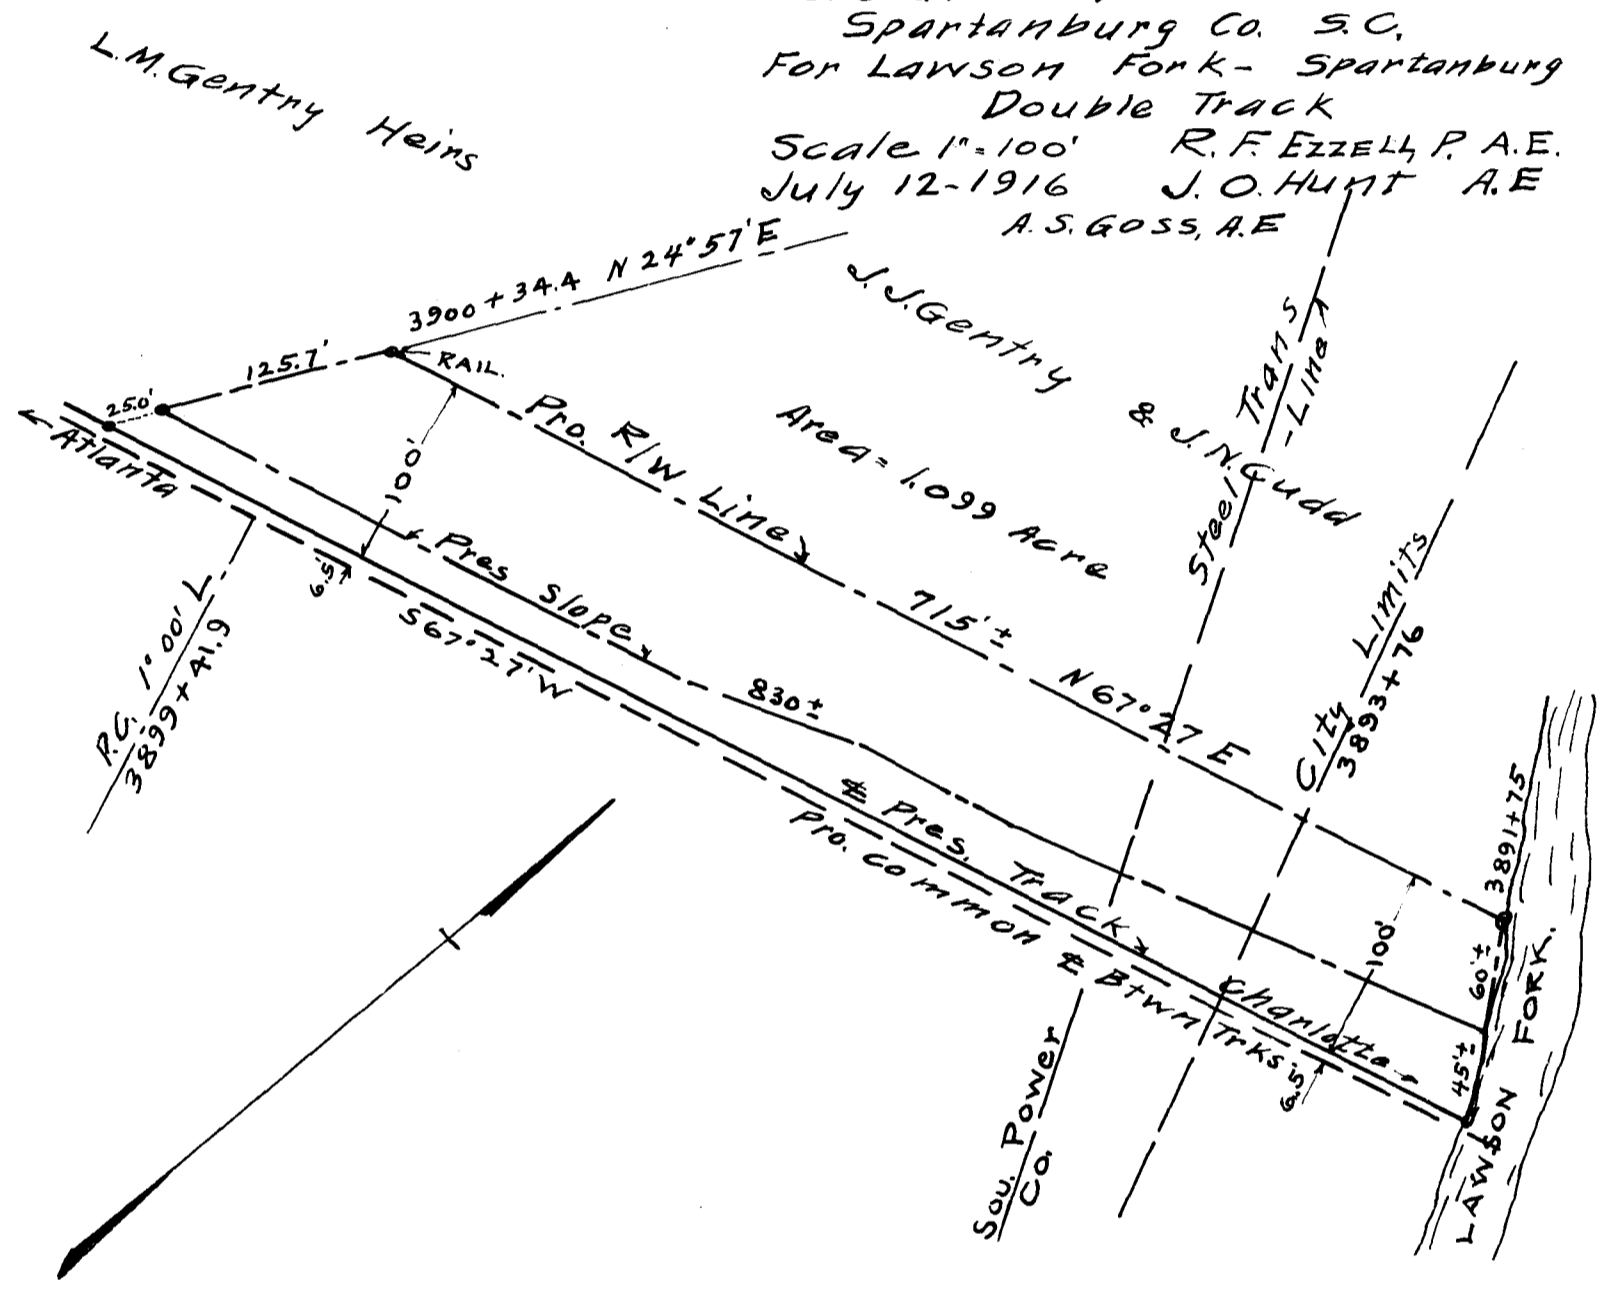 Spartanburg Co. S.C.
For Lawson Fork - Spartanburg
Double Track
Scale 1" = 100' R. F. EZZELL, P. A.E.
July 12-1916 J. O. Hunt A.E
A. S. GOSS, A.E
L. M. Gentry Heirs
3900 + 34.4 N 24° 57' E
125.7'
RAIL.
25.0'
Atlanta
J. J. Gentry & J. N. Cudd
Area = 1.099 Acre
Steel Trans Line
City Limits
3893 + 76
Pro. R/W Line
715' ±
N 67° 27 E
100'
Pres Slope
830 ±
6.5'
S 67° 27' W
P.C. 1° 00' L
3899 + 41.9
℄ Pres. Track
Charlotte
Pro. Common ℄ Btwn Trks
100'
6.5'
3891 + 75
60' ±
45' ±
LAWSON FORK.
Sou. Power
Co.